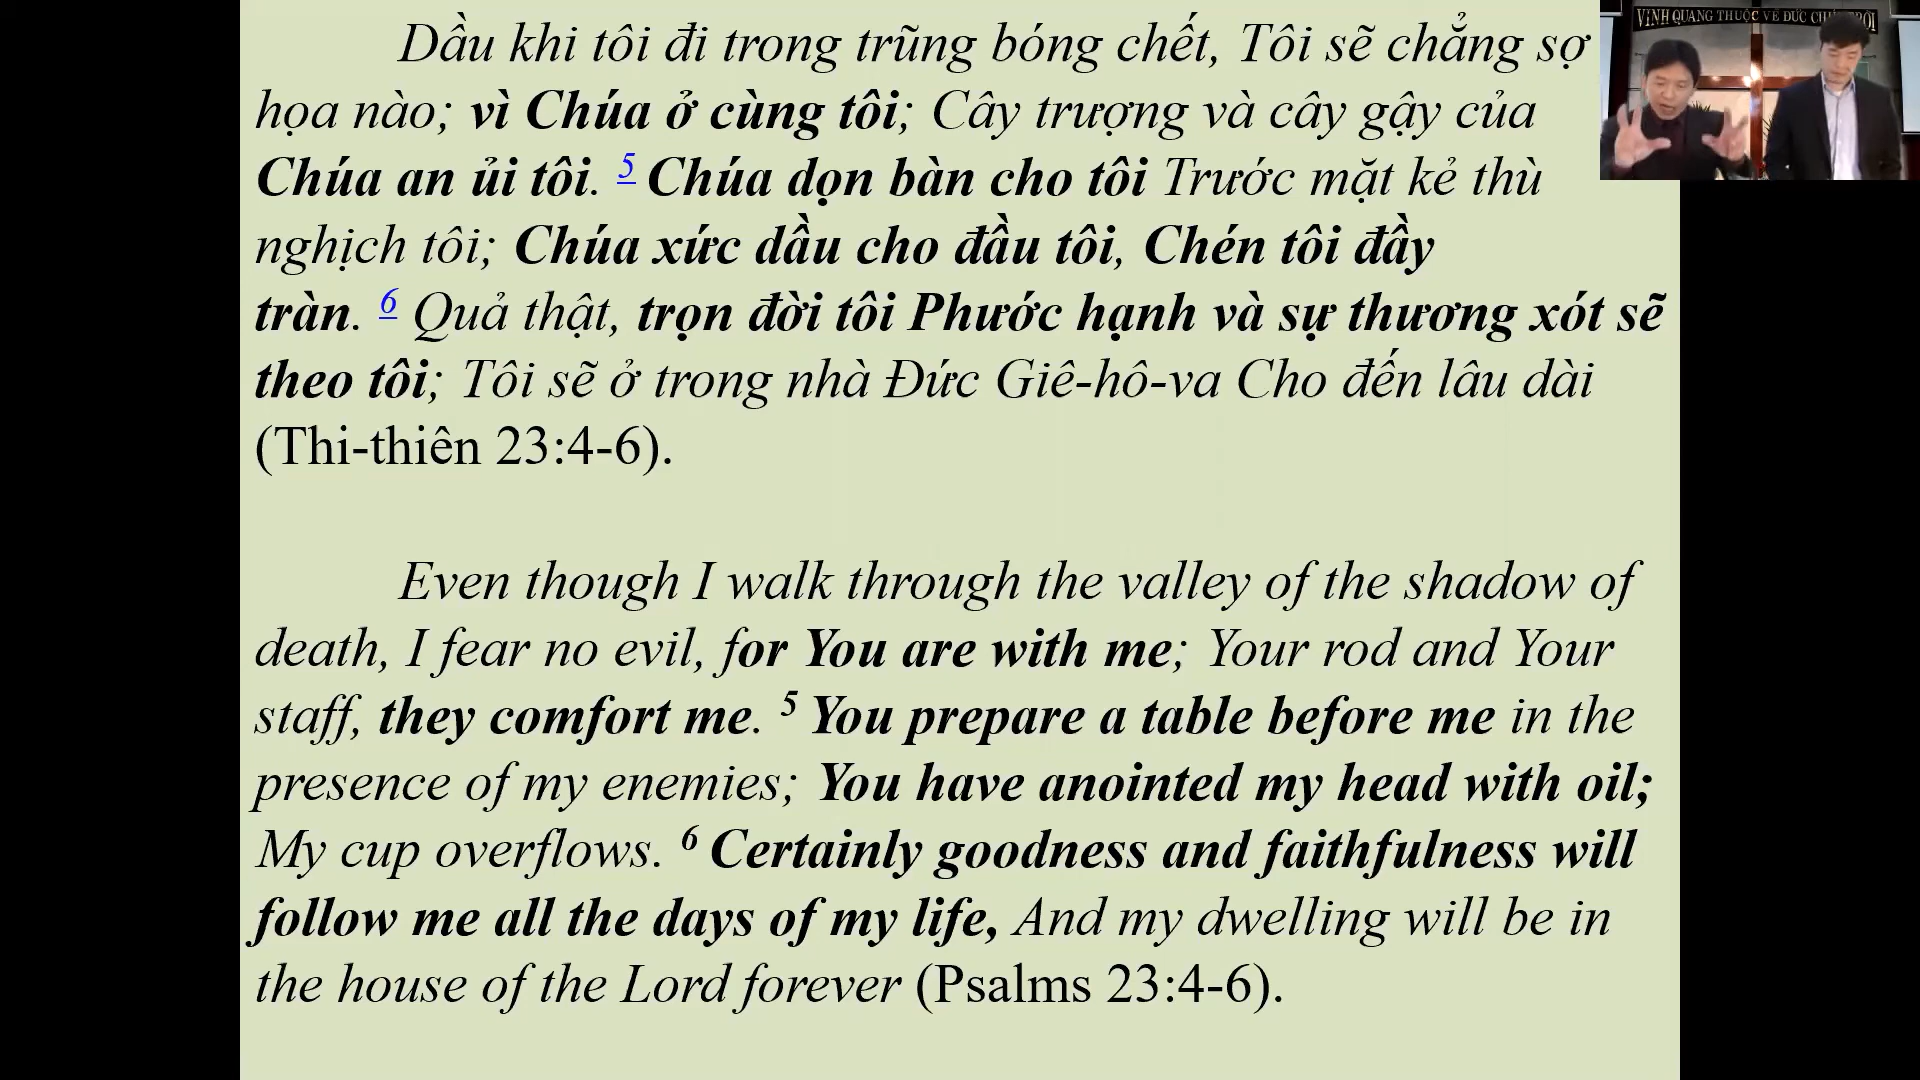 Dầu khi tôi đi trong trũng bóng chết, Tôi sẽ chẳng sợ
họa nào; vì Chúa ở cùng tôi; Cây trượng và cây gậy của
Chúa an ủi tôi. 5 Chúa dọn bàn cho tôi Trước mặt kẻ thù
nghịch tôi; Chúa xức dầu cho đầu tôi, Chén tôi đầy
tràn. 6 Quả thật, trọn đời tôi Phước hạnh và sự thương xót sẽ
theo tôi; Tôi sẽ ở trong nhà Đức Giê-hô-va Cho đến lâu dài
(Thi-thiên 23:4-6).
Even though I walk through the valley of the shadow of
death, I fear no evil, for You are with me; Your rod and Your
staff, they comfort me. 5 You prepare a table before me in the
presence of my enemies; You have anointed my head with oil;
My cup overflows. 6 Certainly goodness and faithfulness will
follow me all the days of my life, And my dwelling will be in
the house of the Lord forever (Psalms 23:4-6).
VINH QUANG THUỘC VỀ ĐỨC